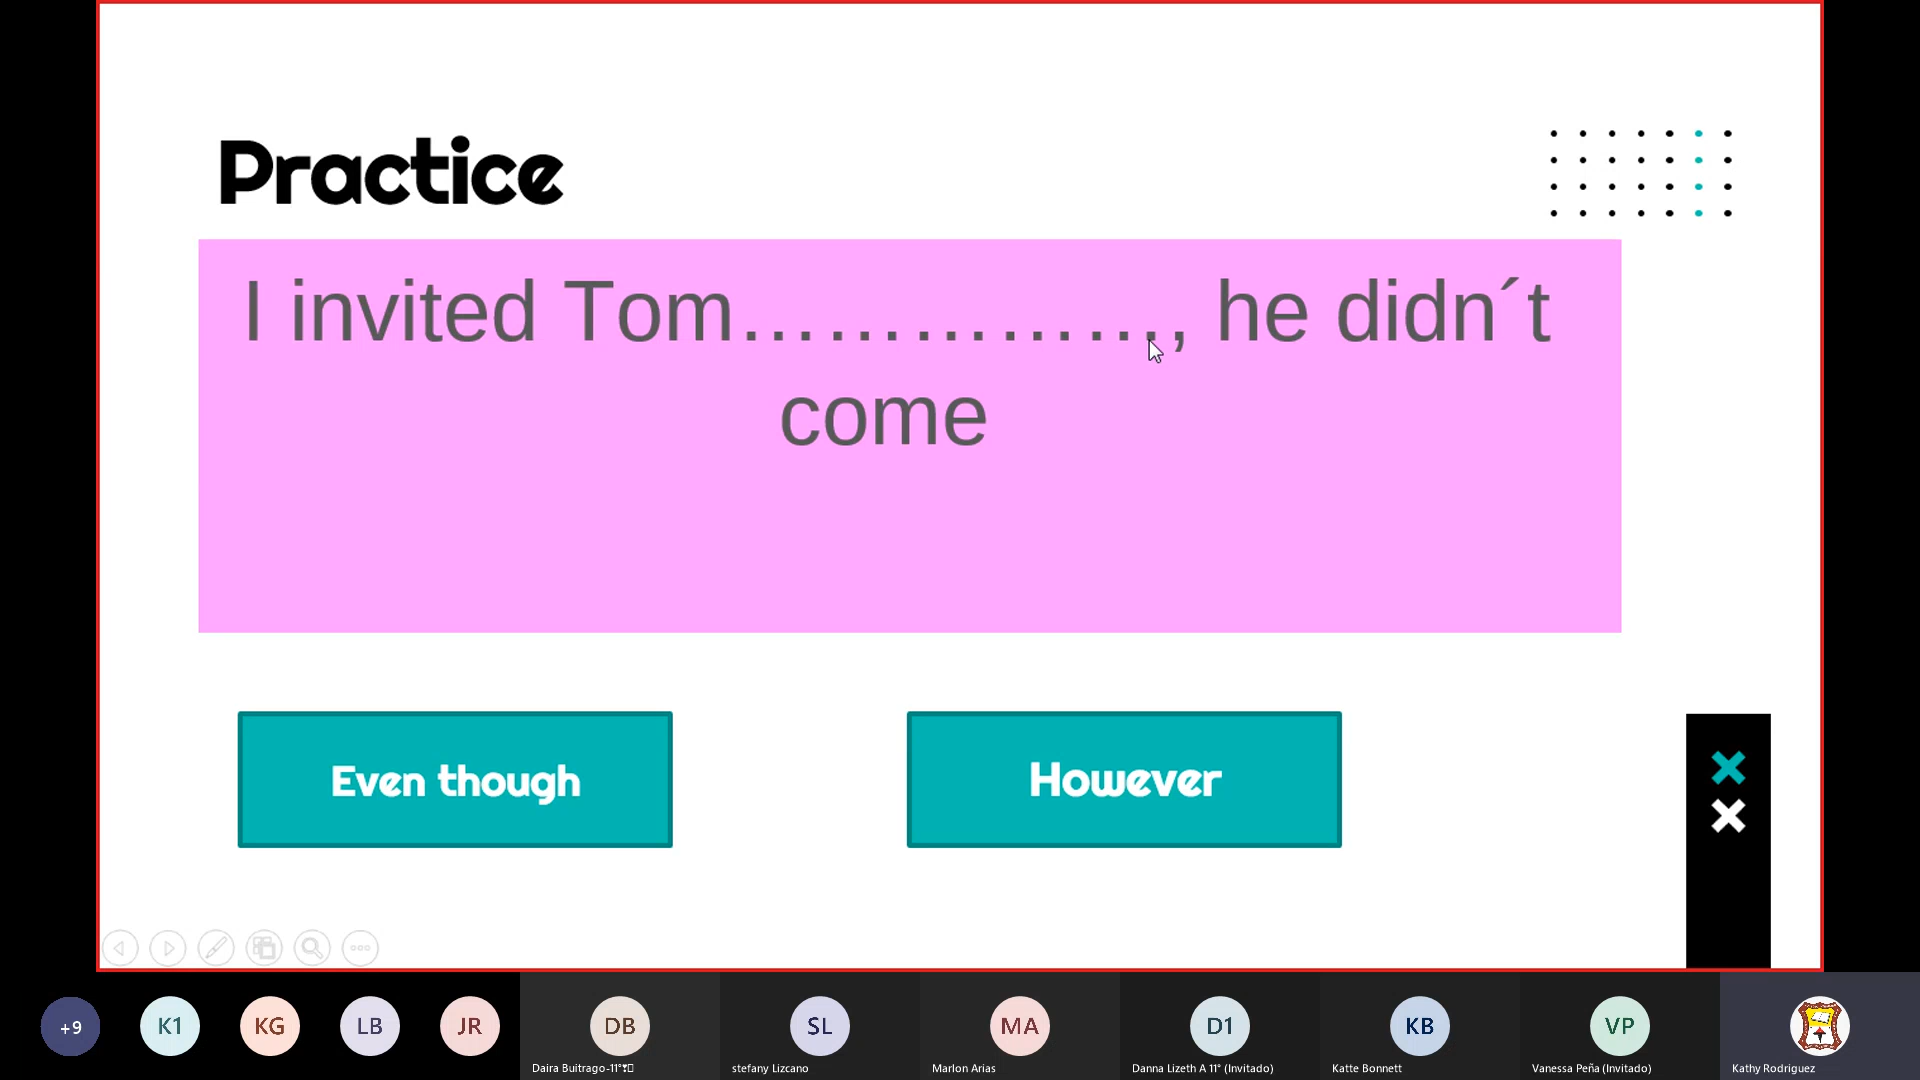 Practice
I invited Tom……………., he didn´t
come
Even though
However
+9
K1
KG
LB
JR
DB
SL
MA
D1
KB
VP
Daira Buitrago-11°❣
stefany Lizcano
Marlon Arias
Danna Lizeth A 11° (Invitado)
Katte Bonnett
Vanessa Peña (Invitado)
Kathy Rodriguez